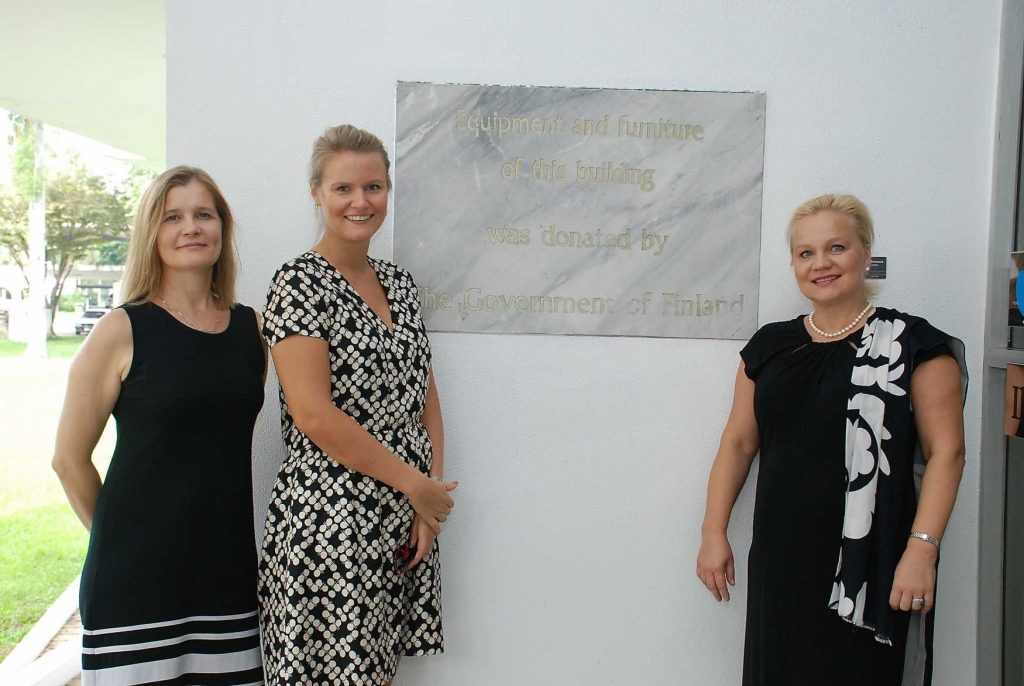 Equipment and furniture
of this building
was donated by
The Government of Finland